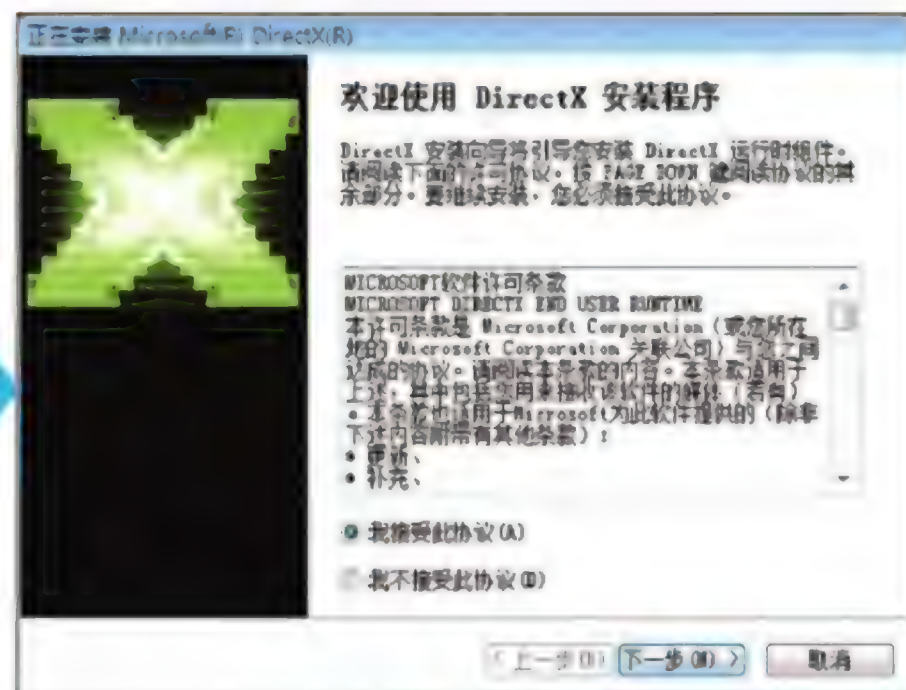 正在安装 Microsoft(R) DirectX(R)
欢迎使用 DirectX 安装程序
DirectX 安装向导将引导您安装 DirectX 运行时组件。
请阅读下面的许可协议。按 PAGE DOWN 键阅读协议的其
余部分。要继续安装，您必须接受此协议。
MICROSOFT软件许可条款
MICROSOFT DIRECTX END USER RUNTIME
本许可条款是 Microsoft Corporation（或您所在
地的 Microsoft Corporation 关联公司）与您之间
达成的协议。请阅读本条款的内容。本条款适用于
上述，其中包括您用来接收该软件的媒体（若有）
• 本条款也适用于Microsoft为此软件提供的（除非
下述内容附带有其他条款）：
• 更新、
• 补充、
我接受此协议(A)
我不接受此协议(D)
< 上一步(B)
下一步(N) >
取消